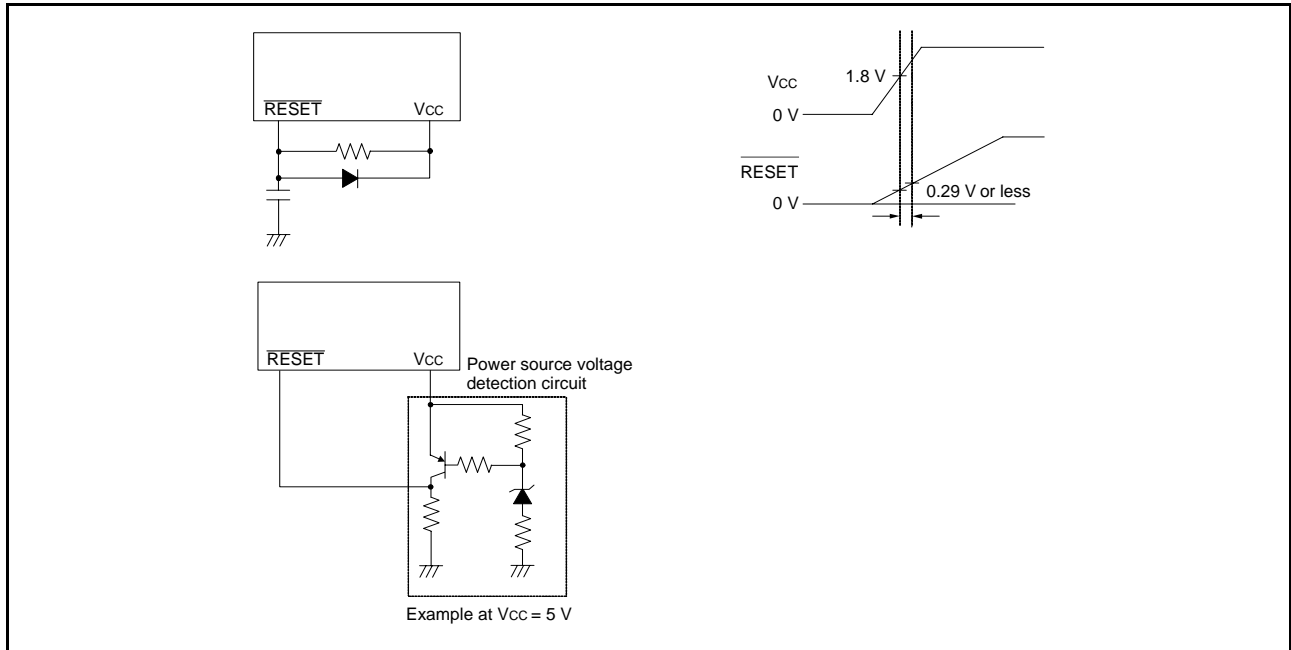 RESET Vcc
Vcc
1.8 V
0 V
RESET
0 V
0.29 V or less
RESET Vcc
Power source voltage
detection circuit
Example at Vcc = 5 V